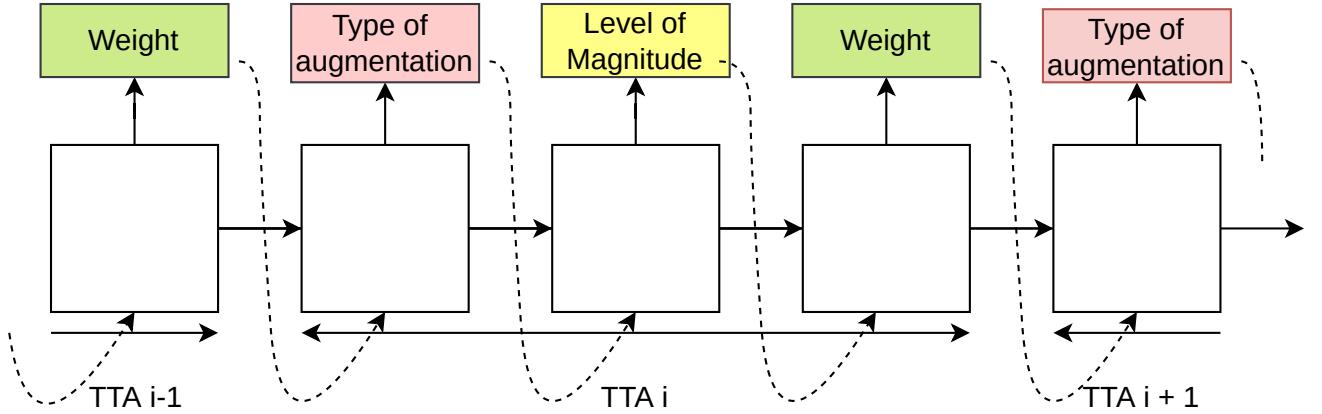 Weight
Type of
augmentation
Level of
Magnitude
Weight
Type of
augmentation
TTA i-1
TTA i
TTA i + 1